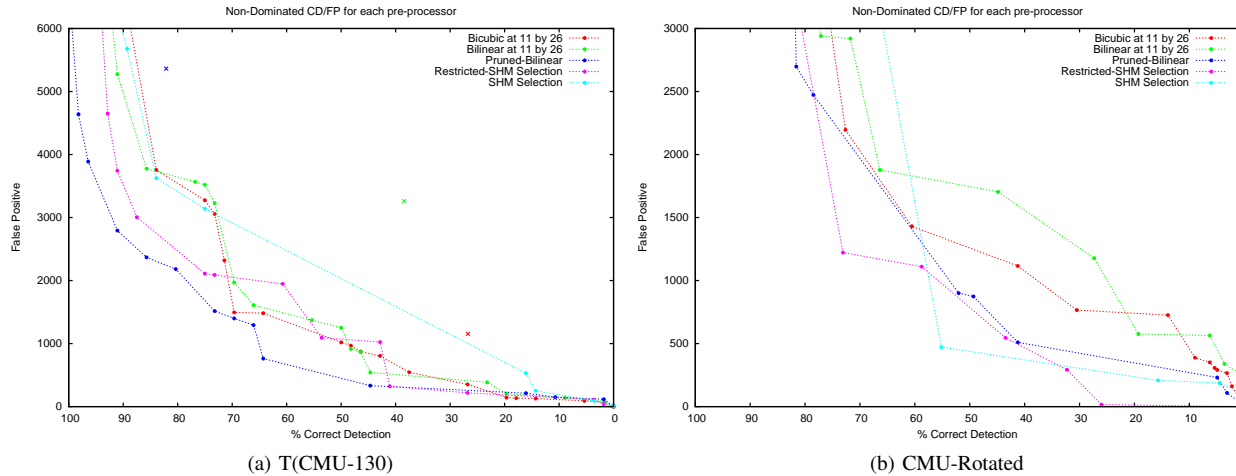 Non-Dominated CD/FP for each pre-processor
6000
5000
4000
3000
2000
1000
0
False Positive
Bicubic at 11 by 26
Bilinear at 11 by 26
Pruned-Bilinear
Restricted-SHM Selection
SHM Selection
100 90 80 70 60 50 40 30 20 10 0
% Correct Detection
(a) T(CMU-130)
Non-Dominated CD/FP for each pre-processor
3000
2500
2000
1500
1000
500
0
False Positive
Bicubic at 11 by 26
Bilinear at 11 by 26
Pruned-Bilinear
Restricted-SHM Selection
SHM Selection
100 90 80 70 60 50 40 30 20 10
% Correct Detection
(b) CMU-Rotated